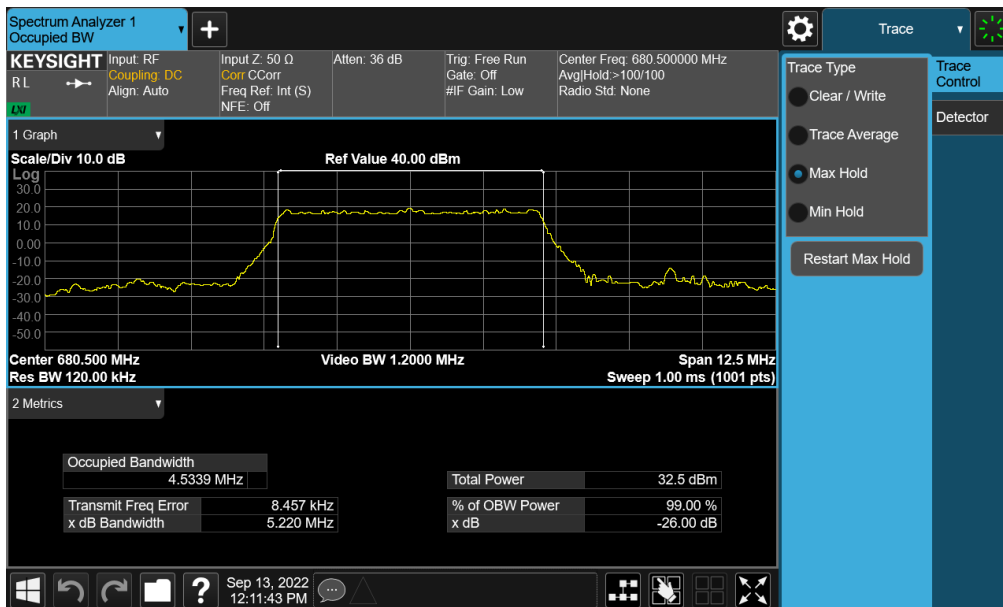 Spectrum Analyzer 1
Occupied BW
Trace
KEYSIGHT
R L
LXI
Input: RF
Coupling: DC
Align: Auto
Input Z: 50 Ω
Corr CCorr
Freq Ref: Int (S)
NFE: Off
Atten: 36 dB
Trig: Free Run
Gate: Off
#IF Gain: Low
Center Freq: 680.500000 MHz
Avg|Hold:>100/100
Radio Std: None
Trace Type
Clear / Write
Trace Average
Max Hold
Min Hold
Restart Max Hold
Trace
Control
Detector
1 Graph
Scale/Div 10.0 dB
Ref Value 40.00 dBm
Log
30.0
20.0
10.0
0.00
-10.0
-20.0
-30.0
-40.0
-50.0
Center 680.500 MHz
Video BW 1.2000 MHz
Span 12.5 MHz
Res BW 120.00 kHz
Sweep 1.00 ms (1001 pts)
2 Metrics
Occupied Bandwidth
4.5339 MHz
Total Power 32.5 dBm
Transmit Freq Error 8.457 kHz
% of OBW Power 99.00 %
x dB Bandwidth 5.220 MHz
x dB -26.00 dB
?
Sep 13, 2022
12:11:43 PM